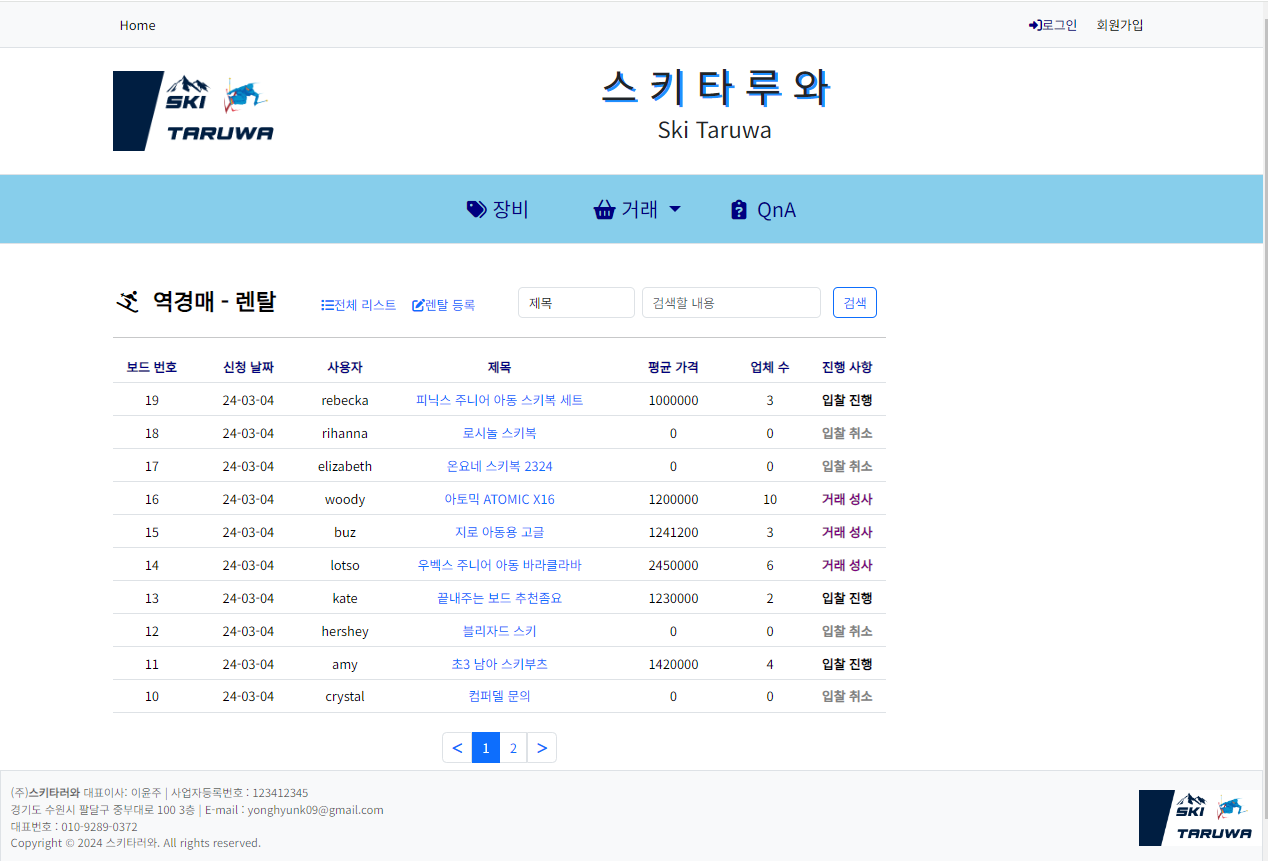 Home 로그인 회원가입
SKI
TARUWA
스 키 타 루 와
Ski Taruwa
장비 거래 QnA
역경매 - 렌탈 전체 리스트 렌탈 등록 제목 검색할 내용 검색
보드 번호 신청 날짜 사용자 제목 평균 가격 업체 수 진행 사항
19 24-03-04 rebecka 피닉스 주니어 아동 스키복 세트 1000000 3 입찰 진행
18 24-03-04 rihanna 로시놀 스키복 0 0 입찰 취소
17 24-03-04 elizabeth 온요네 스키복 2324 0 0 입찰 취소
16 24-03-04 woody 아토믹 ATOMIC X16 1200000 10 거래 성사
15 24-03-04 buz 지로 아동용 고글 1241200 3 거래 성사
14 24-03-04 lotso 우벡스 주니어 아동 바라클라바 2450000 6 거래 성사
13 24-03-04 kate 끝내주는 보드 추천좀요 1230000 2 입찰 진행
12 24-03-04 hershey 블리자드 스키 0 0 입찰 취소
11 24-03-04 amy 초3 남아 스키부츠 1420000 4 입찰 진행
10 24-03-04 crystal 컴퍼델 문의 0 0 입찰 취소
< 1 2 >
(주)스키타러와 대표이사: 이윤주 | 사업자등록번호 : 123412345
경기도 수원시 팔달구 중부대로 100 3층 | E-mail : yonghyunk09@gmail.com
대표번호 : 010-9289-0372
Copyright © 2024 스키타러와. All rights reserved.
SKI
TARUWA